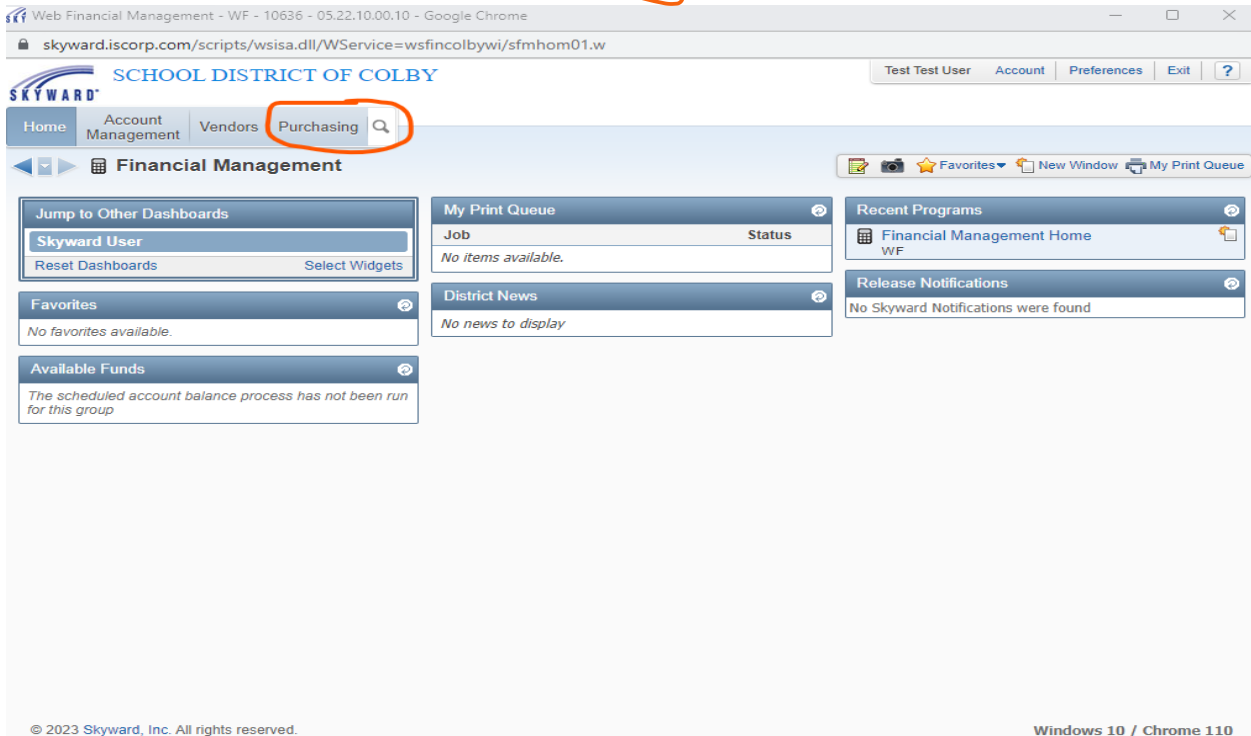 Web Financial Management - WF - 10636 - 05.22.10.00.10 - Google Chrome
skyward.iscorp.com/scripts/wsisa.dll/WService=wsfincolbywi/sfmhom01.w
SKYWARD
SCHOOL DISTRICT OF COLBY
Test Test User Account Preferences Exit ?
Home Account Management Vendors Purchasing
Financial Management
Favorites New Window My Print Queue
Jump to Other Dashboards
Skyward User
Reset Dashboards Select Widgets
Favorites
No favorites available.
Available Funds
The scheduled account balance process has not been run
for this group
My Print Queue
Job Status
No items available.
District News
No news to display
Recent Programs
Financial Management Home
WF
Release Notifications
No Skyward Notifications were found
© 2023 Skyward, Inc. All rights reserved.
Windows 10 / Chrome 110